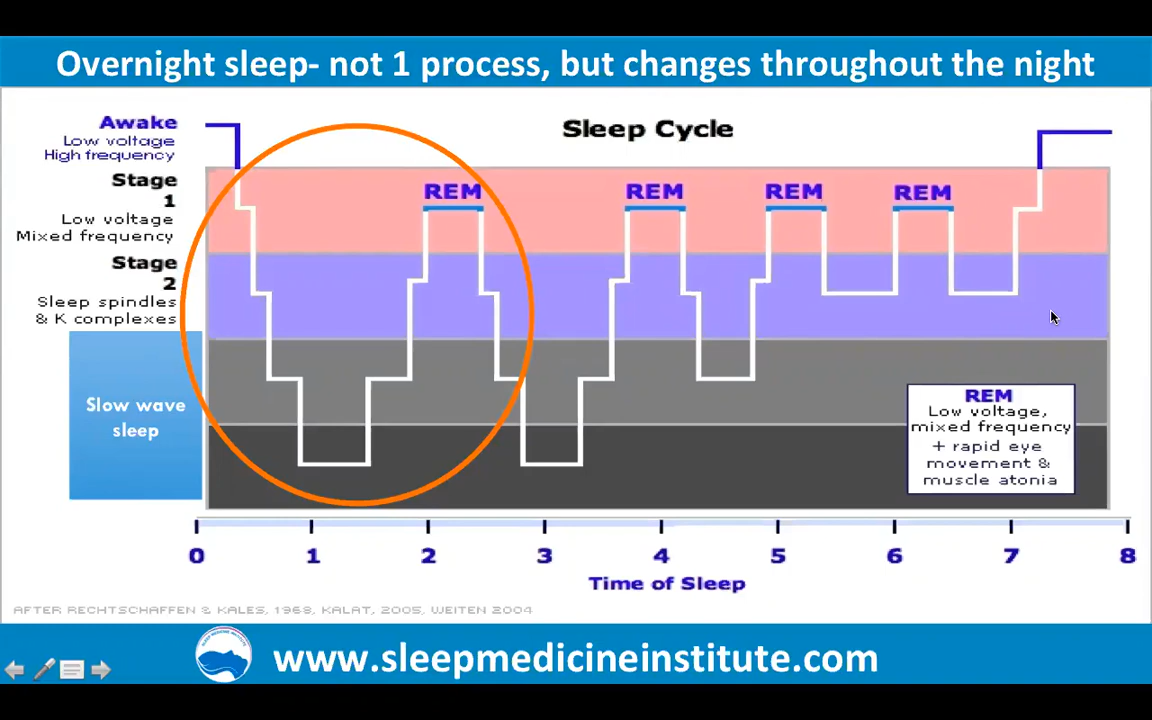 Overnight sleep- not 1 process, but changes throughout the night
Sleep Cycle
Awake
Low voltage
High frequency
Stage
1
Low voltage
Mixed frequency
Stage
2
Sleep spindles
& K complexes
Slow wave
sleep
REM
REM
REM
REM
REM
Low voltage,
mixed frequency
+ rapid eye
movement &
muscle atonia
0 1 2 3 4 5 6 7 8
Time of Sleep
AFTER RECHTSCHAFFEN & KALES, 1968, KALAT, 2005, WEITEN 2004
www.sleepmedicineinstitute.com